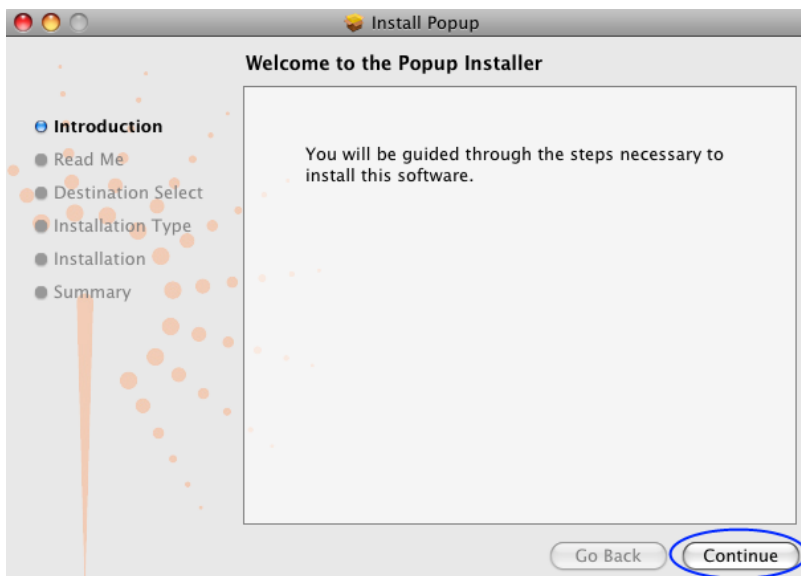 Install Popup
Welcome to the Popup Installer
Introduction
Read Me
Destination Select
Installation Type
Installation
Summary
You will be guided through the steps necessary to
install this software.
Go Back
Continue